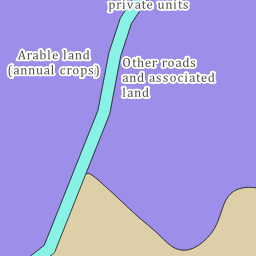 private units
Arable land
(annual crops)
Other roads
and associated
land